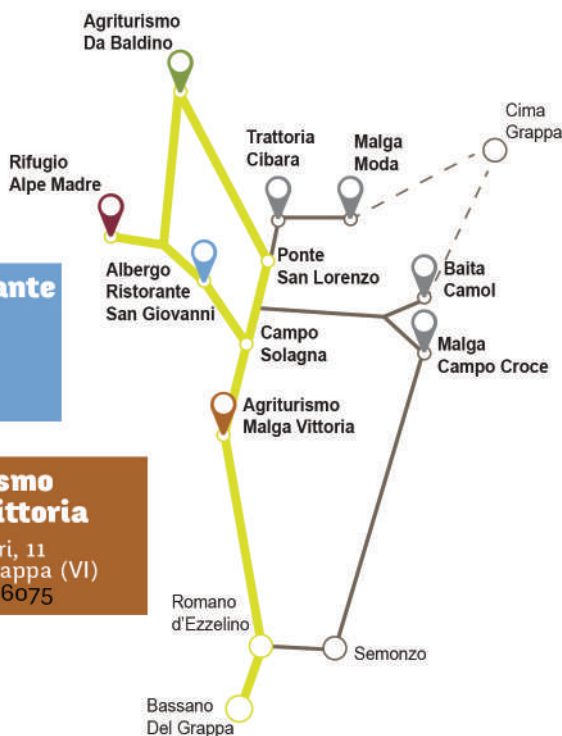 Agriturismo
Da Baldino
Cima
Grappa
Trattoria
Cibara
Malga
Moda
Rifugio
Alpe Madre
Albergo
Ristorante
San Giovanni
Ponte
San Lorenzo
Baita
Camol
ante
Campo
Solagna
Malga
Campo Croce
Agriturismo
Malga Vittoria
smo
ittoria
ri, 11
rappa (VI)
6075
Romano
d'Ezzelino
Semonzo
Bassano
Del Grappa